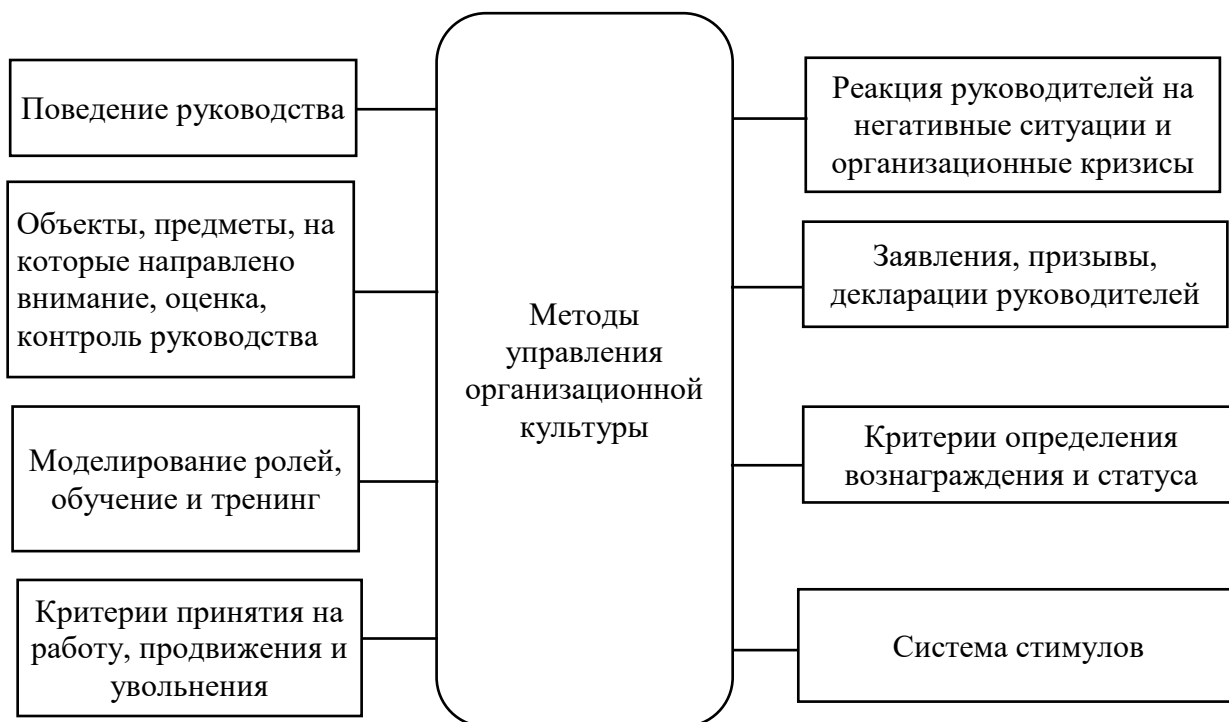 Поведение руководства
Объекты, предметы, на
которые направлено
внимание, оценка,
контроль руководства
Моделирование ролей,
обучение и тренинг
Критерии принятия на
работу, продвижения и
увольнения
Методы
управления
организационной
культуры
Реакция руководителей на
негативные ситуации и
организационные кризисы
Заявления, призывы,
декларации руководителей
Критерии определения
вознаграждения и статуса
Система стимулов